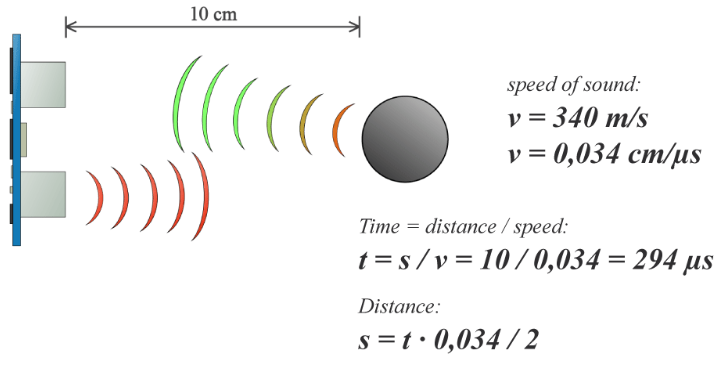 10 cm
speed of sound:
v = 340 m/s
v = 0,034 cm/µs
Time = distance / speed:
t = s / v = 10 / 0,034 = 294 µs
Distance:
s = t · 0,034 / 2